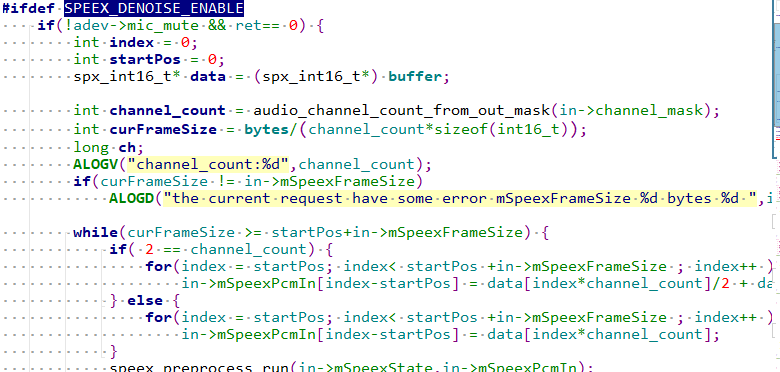 #ifdef SPEEX_DENOISE_ENABLE
if(!adev->mic_mute && ret== 0) {
int index = 0;
int startPos = 0;
spx_int16_t* data = (spx_int16_t*) buffer;
int channel_count = audio_channel_count_from_out_mask(in->channel_mask);
int curFrameSize = bytes/(channel_count*sizeof(int16_t));
long ch;
ALOGV("channel_count:%d",channel_count);
if(curFrameSize != in->mSpeexFrameSize)
ALOGD("the current request have some error mSpeexFrameSize %d bytes %d ",i
while(curFrameSize >= startPos+in->mSpeexFrameSize) {
if( 2 == channel_count) {
for(index = startPos; index< startPos +in->mSpeexFrameSize ; index++ )
in->mSpeexPcmIn[index-startPos] = data[index*channel_count]/2 + da
} else {
for(index = startPos; index< startPos +in->mSpeexFrameSize ; index++ )
in->mSpeexPcmIn[index-startPos] = data[index*channel_count];
}
speex_preprocess_run(in->mSpeexState,in->mSpeexPcmIn);